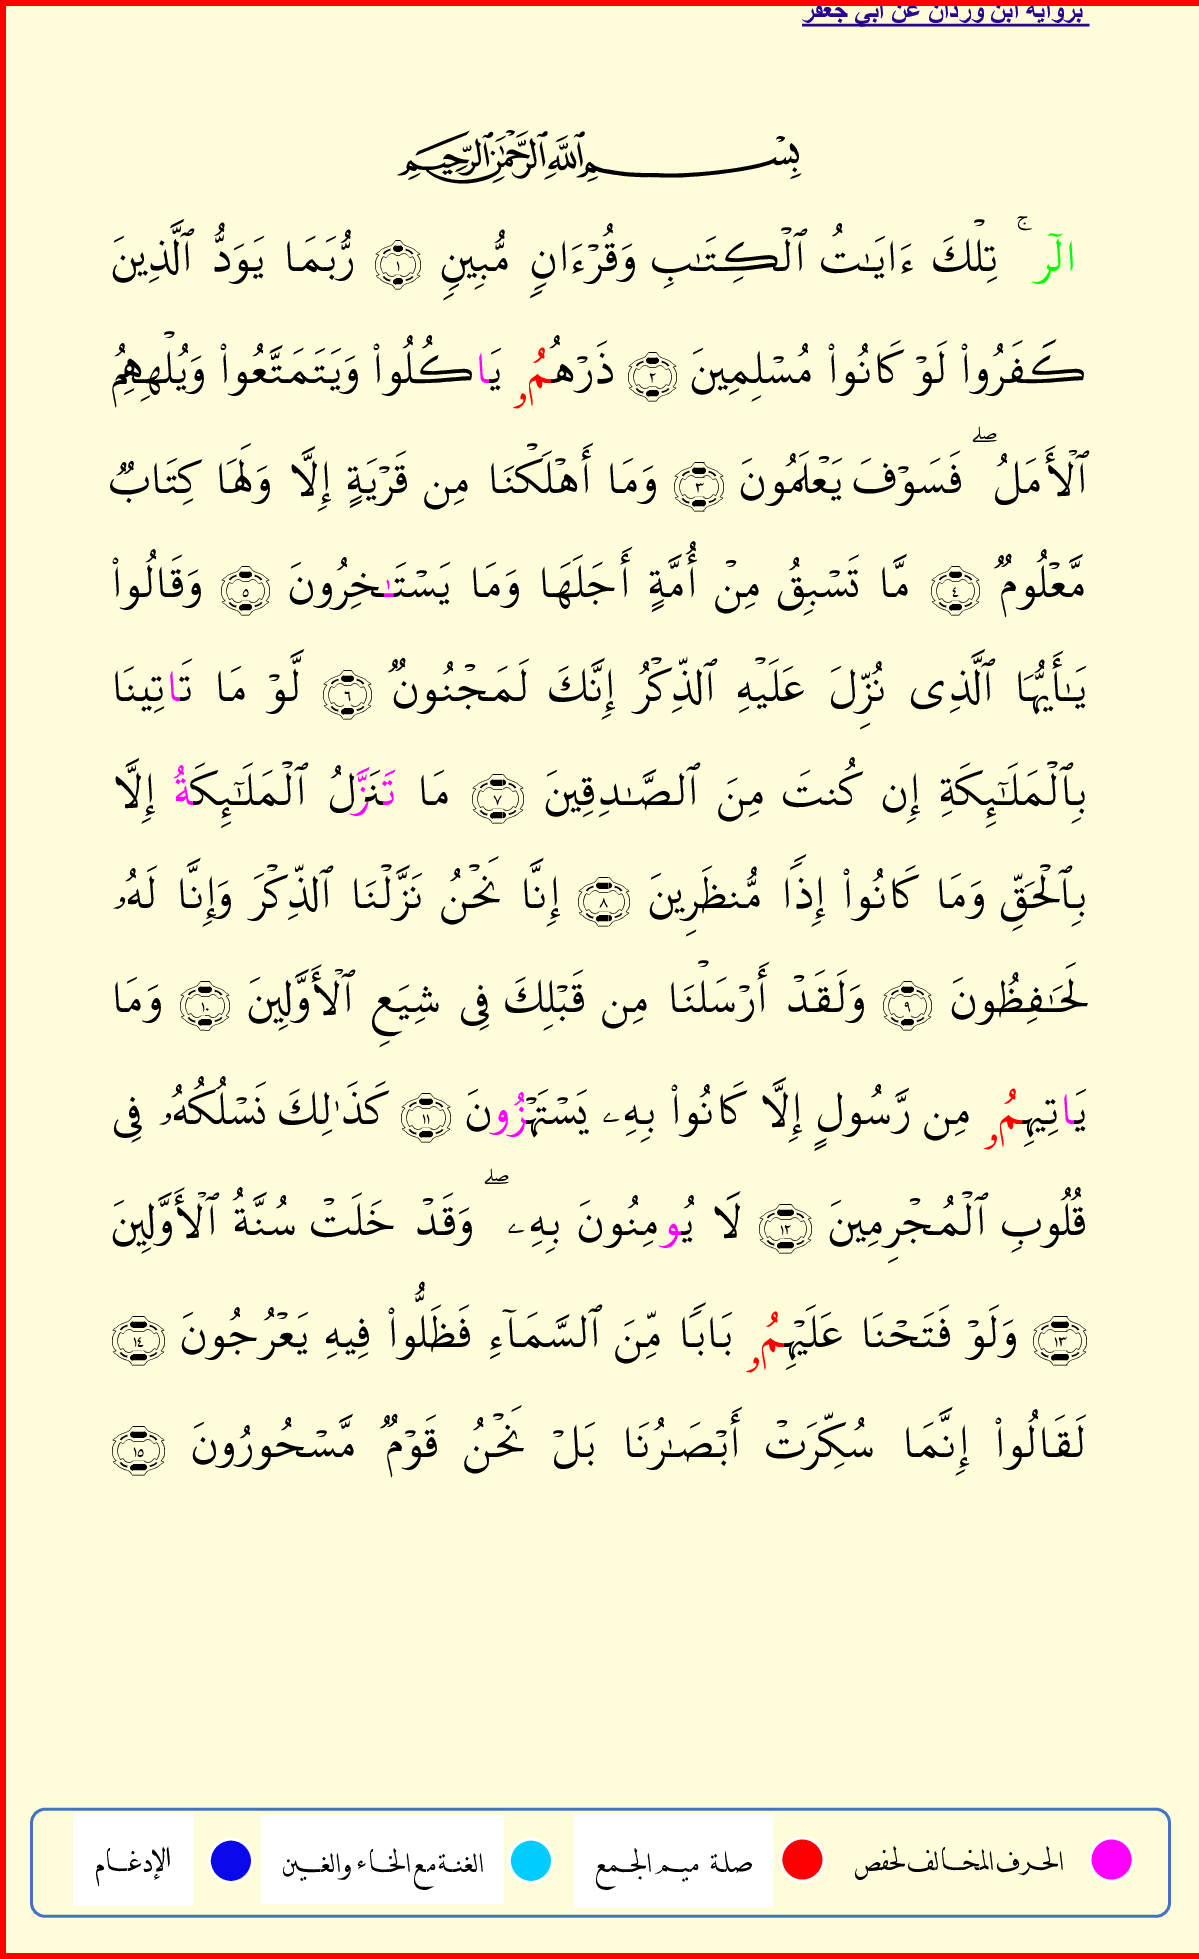 برواية ابن وردان عن أبي جعفر
بِسۡمِ ٱللَّهِ ٱلرَّحۡمَٰنِ ٱلرَّحِيمِ
الٓرۚ تِلۡكَ ءَايَٰتُ ٱلۡكِتَٰبِ وَقُرۡءَانٖ مُّبِينٖ ١ رُّبَمَا يَوَدُّ ٱلَّذِينَ
كَفَرُواْ لَوۡ كَانُواْ مُسۡلِمِينَ ٢ ذَرۡهُمُۥ يَاكُلُواْ وَيَتَمَتَّعُواْ وَيُلۡهِهِمُ
ٱلۡأَمَلُۖ فَسَوۡفَ يَعۡلَمُونَ ٣ وَمَا أَهۡلَكۡنَا مِن قَرۡيَةٍ إِلَّا وَلَهَا كِتَابٞ
مَّعۡلُومٞ ٤ مَّا تَسۡبِقُ مِنۡ أُمَّةٍ أَجَلَهَا وَمَا يَسۡتَٰخِرُونَ ٥ وَقَالُواْ
يَٰأَيُّهَا ٱلَّذِى نُزِّلَ عَلَيۡهِ ٱلذِّكۡرُ إِنَّكَ لَمَجۡنُونٞ ٦ لَّوۡ مَا تَاتِينَا
بِٱلۡمَلَٰٓئِكَةِ إِن كُنتَ مِنَ ٱلصَّٰدِقِينَ ٧ مَا تَنَزَّلُ ٱلۡمَلَٰٓئِكَةُ إِلَّا
بِٱلۡحَقِّ وَمَا كَانُواْ إِذٗا مُّنظَرِينَ ٨ إِنَّا نَحۡنُ نَزَّلۡنَا ٱلذِّكۡرَ وَإِنَّا لَهُۥ
لَحَٰفِظُونَ ٩ وَلَقَدۡ أَرۡسَلۡنَا مِن قَبۡلِكَ فِى شِيَعِ ٱلۡأَوَّلِينَ ١٠ وَمَا
يَاتِيهِمُۥ مِن رَّسُولٍ إِلَّا كَانُواْ بِهِۦ يَسۡتَهۡزُونَ ١١ كَذَٰلِكَ نَسۡلُكُهُۥ فِى
قُلُوبِ ٱلۡمُجۡرِمِينَ ١٢ لَا يُومِنُونَ بِهِۦۖ وَقَدۡ خَلَتۡ سُنَّةُ ٱلۡأَوَّلِينَ
١٣ وَلَوۡ فَتَحۡنَا عَلَيۡهِمُۥ بَابٗا مِّنَ ٱلسَّمَآءِ فَظَلُّواْ فِيهِ يَعۡرُجُونَ ١٤
لَقَالُواْ إِنَّمَا سُكِّرَتۡ أَبۡصَٰرُنَا بَلۡ نَحۡنُ قَوۡمٞ مَّسۡحُورُونَ ١٥
الحرف المخالف لحفص صلة ميم الجمع الغنة مع الخاء والغين الإدغام